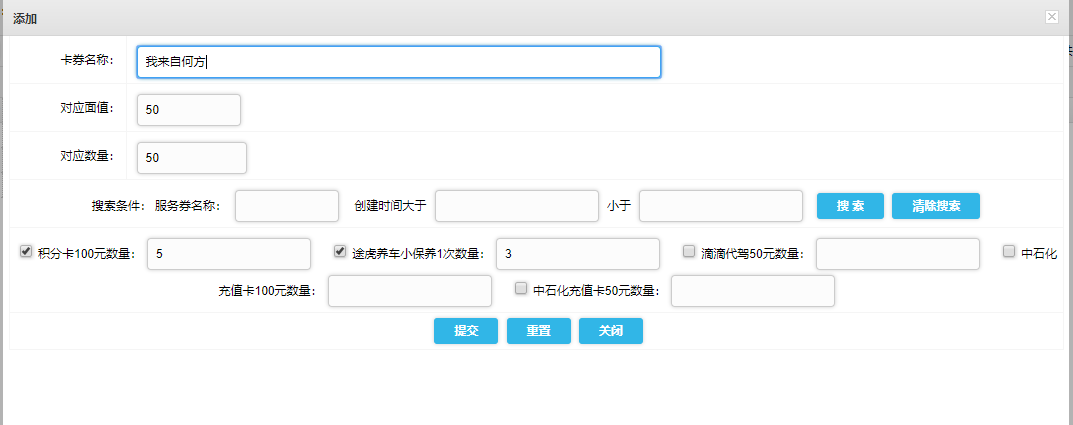 添加
卡券名称： 我来自何方
对应面值： 50
对应数量： 50
搜索条件： 服务券名称： 创建时间大于 小于 搜 索 清除搜索
积分卡100元数量： 5 途虎养车小保养1次数量： 3 滴滴代驾50元数量： 中石化
充值卡100元数量： 中石化充值卡50元数量：
提交 重置 关闭